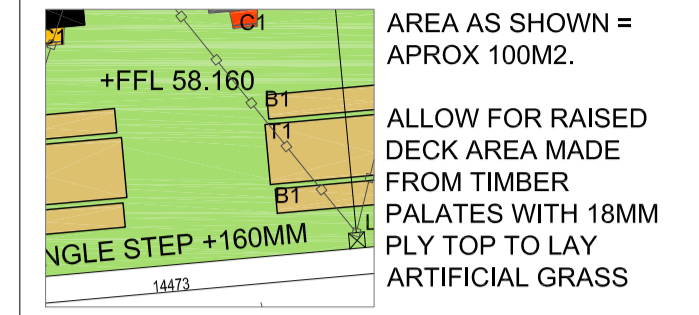 C1
C1
+FFL 58.160
B1
T1
B1
NGLE STEP +160MM
L
14473
AREA AS SHOWN =
APROX 100M2.
ALLOW FOR RAISED
DECK AREA MADE
FROM TIMBER
PALATES WITH 18MM
PLY TOP TO LAY
ARTIFICIAL GRASS